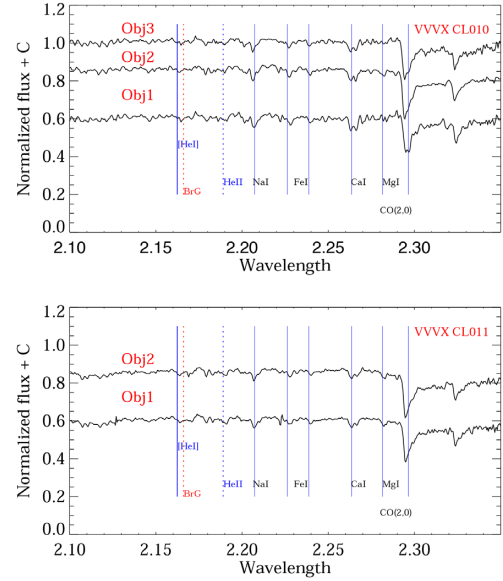 VVVX CL010
Obj3
Obj2
Obj1
Normalized flux + C
1.2
1.0
0.8
0.6
0.4
0.2
0.0
[HeI]
BrG
HeII
NaI
FeI
CaI
MgI
CO(2.0)
2.10
2.15
2.20
2.25
2.30
Wavelength
VVVX CL011
Obj2
Obj1
Normalized flux + C
1.2
1.0
0.8
0.6
0.4
0.2
0.0
[HeI]
BrG
HeII
NaI
FeI
CaI
MgI
CO(2.0)
2.10
2.15
2.20
2.25
2.30
Wavelength